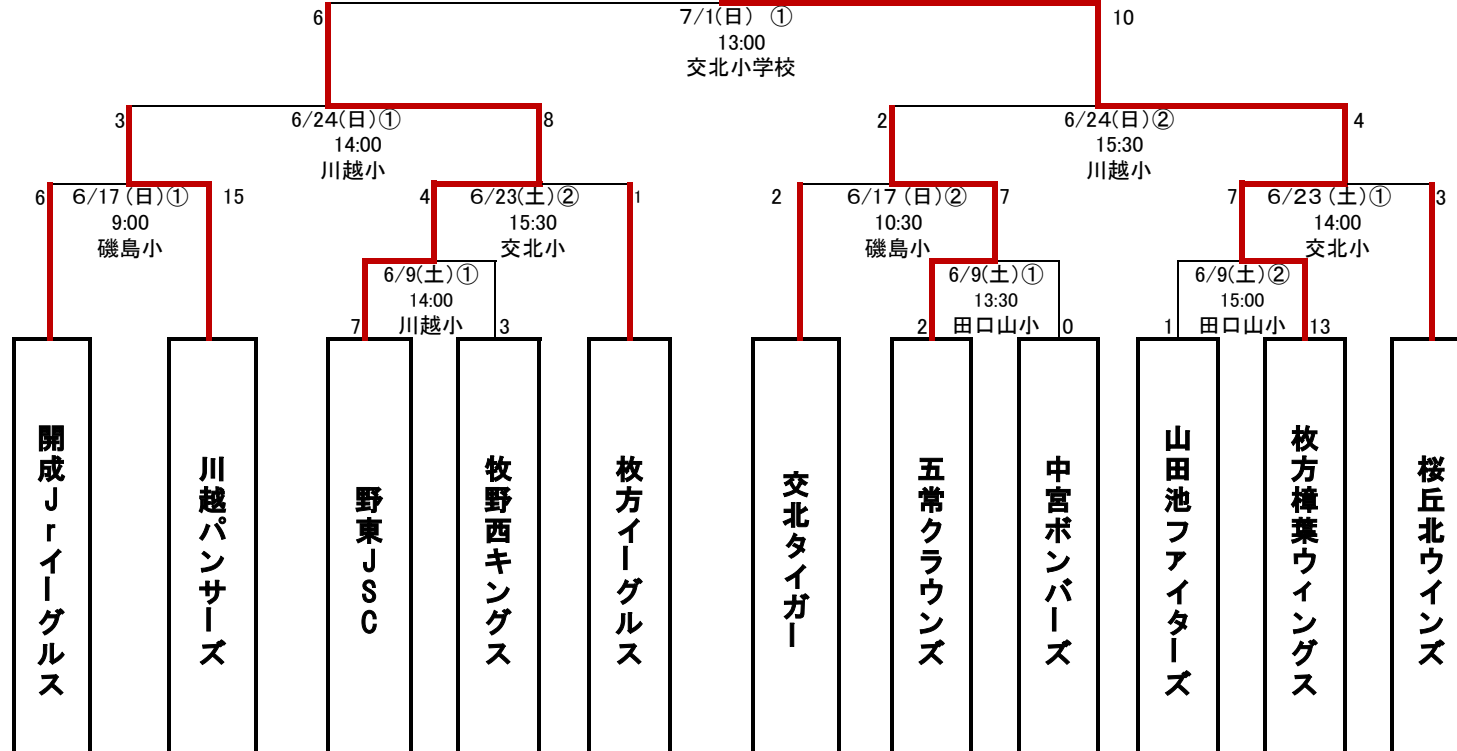 6
7/1(日) ①
10
13:00
交北小学校
3
6/24(日)①
8
2
6/24(日)②
4
14:00
15:30
川越小
川越小
6
6/17(日)①
15
4
6/23(土)②
1
2
6/17(日)②
7
7
6/23(土)①
3
9:00
15:30
10:30
14:00
磯島小
交北小
磯島小
交北小
6/9(土)①
6/9(土)①
6/9(土)②
14:00
13:30
15:00
7
川越小
3
2
田口山小
0
1
田口山小
13
開成Jrイーグルス
川越パンサーズ
野東JSC
牧野西キングス
枚方イーグルス
交北タイガー
五常クラウンズ
中宮ボンバーズ
山田池ファイターズ
枚方樟葉ウイングス
桜丘北ウインズ